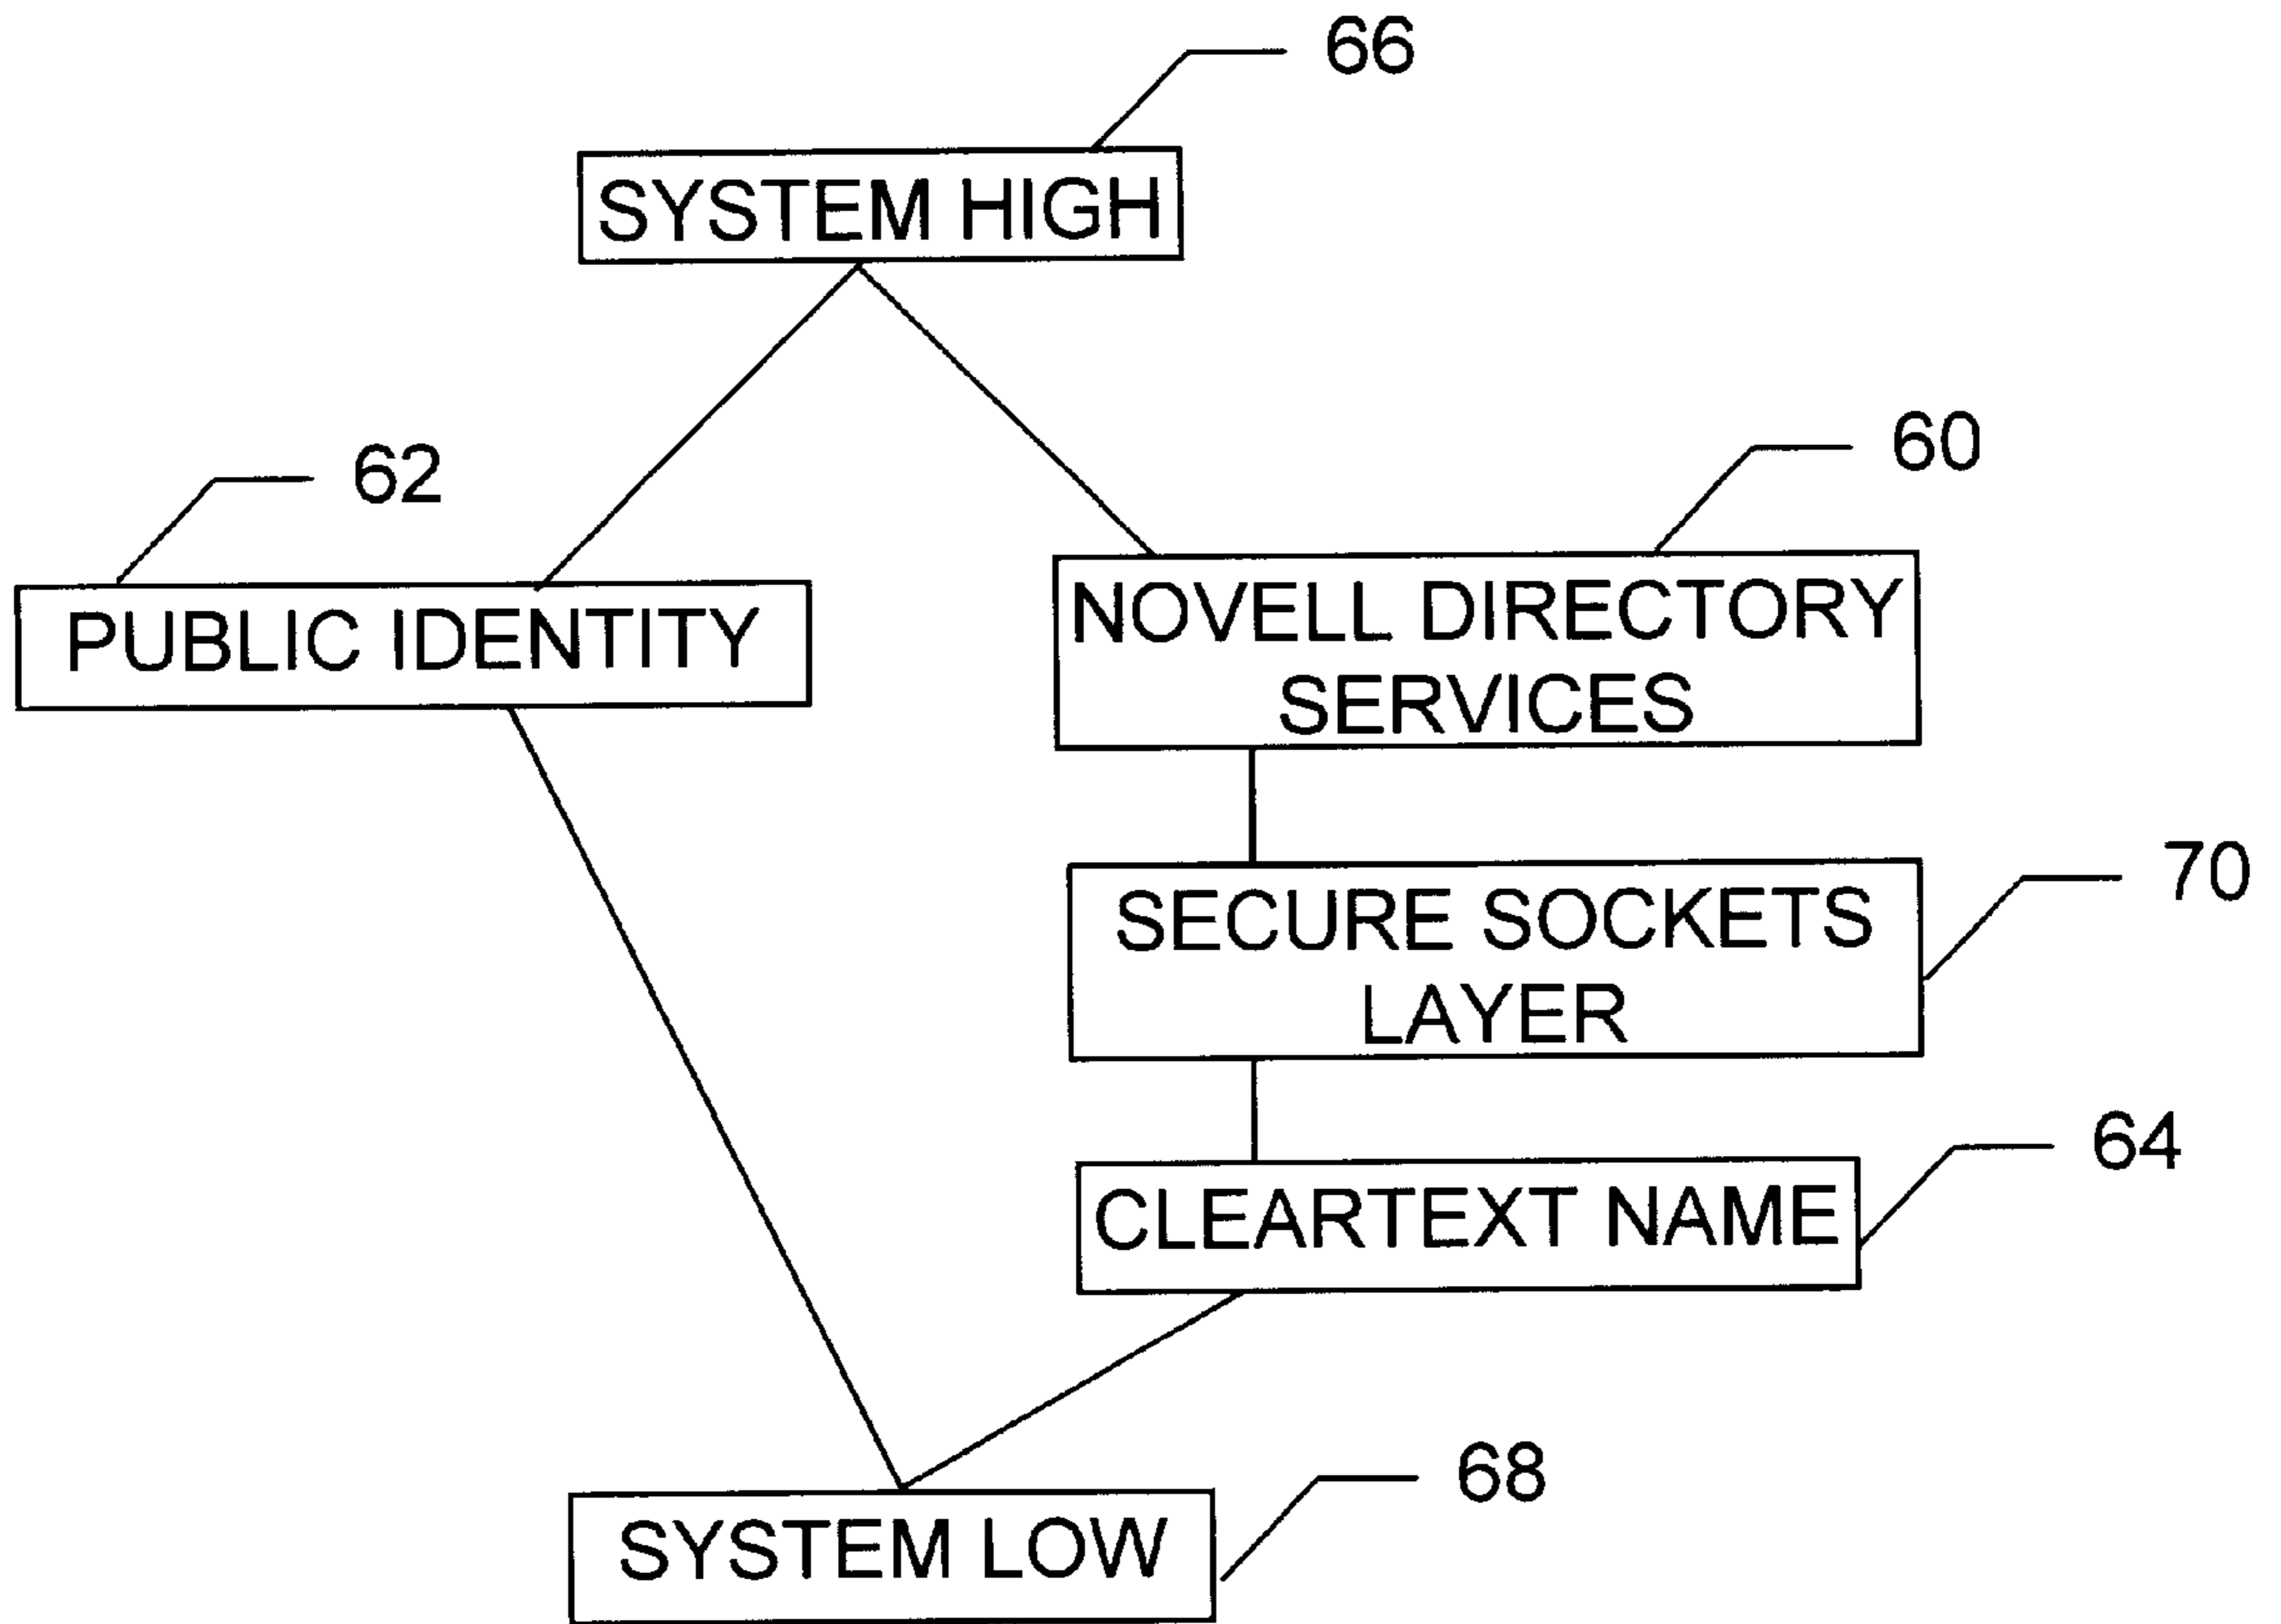 66
SYSTEM HIGH
60
62
NOVELL DIRECTORY
SERVICES
PUBLIC IDENTITY
70
SECURE SOCKETS
LAYER
64
CLEARTEXT NAME
68
SYSTEM LOW